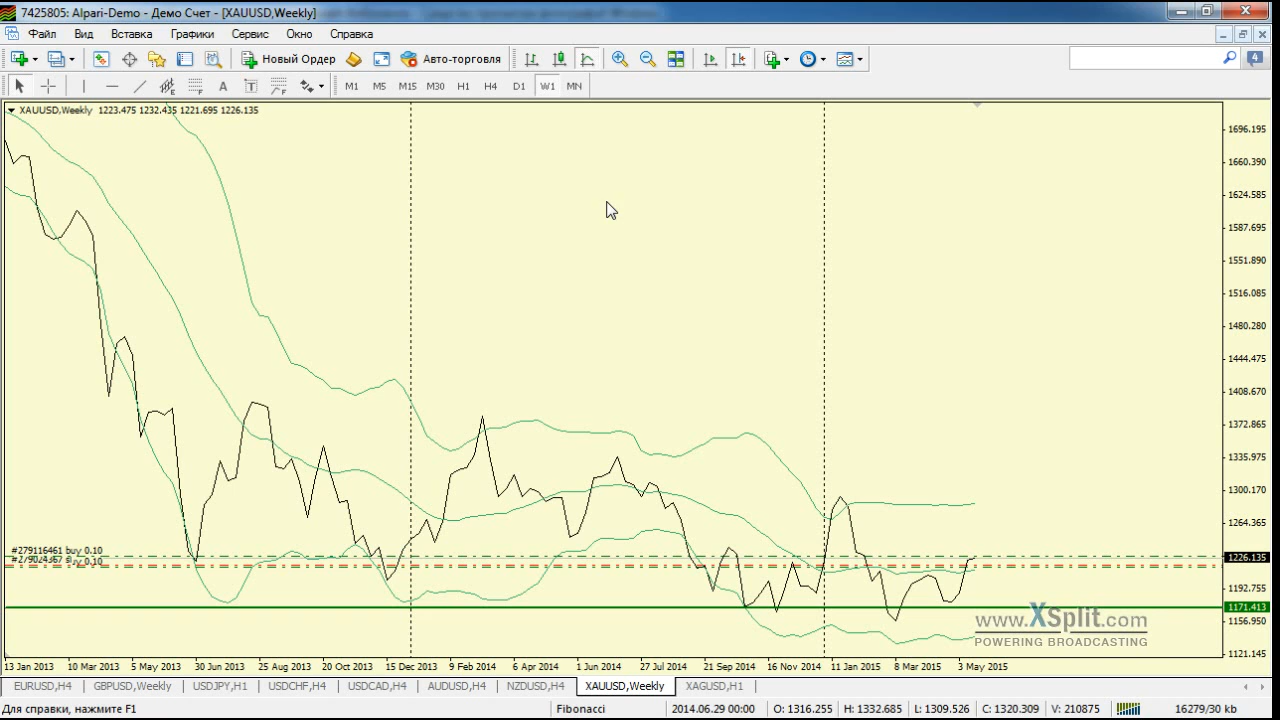 7425805: Alpari-Demo - Демо Счет - [XAUUSD,Weekly]
Файл Вид Вставка Графики Сервис Окно Справка
Новый Ордер Авто-торговля 4
A T M1 M5 M15 M30 H1 H4 D1 W1 MN
XAUUSD,Weekly 1223.475 1232.435 1221.695 1226.135
1696.195
1660.390
1624.585
1587.695
1551.890
1516.085
1480.280
1444.475
1408.670
1372.865
1335.975
1300.170
1264.365
#279116461 buy 0.10
1226.135
#279024367 buy 0.10
1192.755
1171.413
www.XSplit.com
1156.950
POWERING BROADCASTING
1121.145
13 Jan 2013 10 Mar 2013 5 May 2013 30 Jun 2013 25 Aug 2013 20 Oct 2013 15 Dec 2013 9 Feb 2014 6 Apr 2014 1 Jun 2014 27 Jul 2014 21 Sep 2014 16 Nov 2014 11 Jan 2015 8 Mar 2015 3 May 2015
EURUSD,H4 GBPUSD,Weekly USDJPY,H1 USDCHF,H4 USDCAD,H4 AUDUSD,H4 NZDUSD,H4 XAUUSD,Weekly XAGUSD,H1
Для справки, нажмите F1 Fibonacci 2014.06.29 00:00 O: 1316.255 H: 1332.685 L: 1309.526 C: 1320.309 V: 210875 16279/30 kb